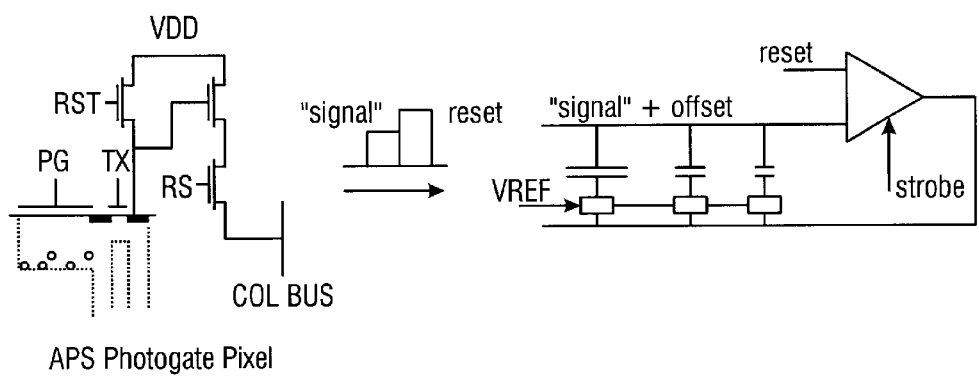 VDD
RST
PG TX
RS
COL BUS
APS Photogate Pixel
"signal" reset
reset
"signal" + offset
VREF
strobe